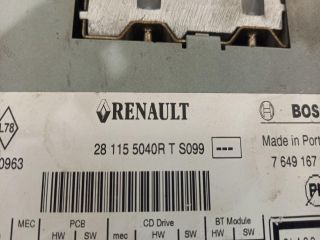 RENAULT
BOS
L78
28 115 5040R T S099
Made in Port
0963
7 649 167
MEC PCB CD Drive BT Module
HW SW mec HW SW HW SW